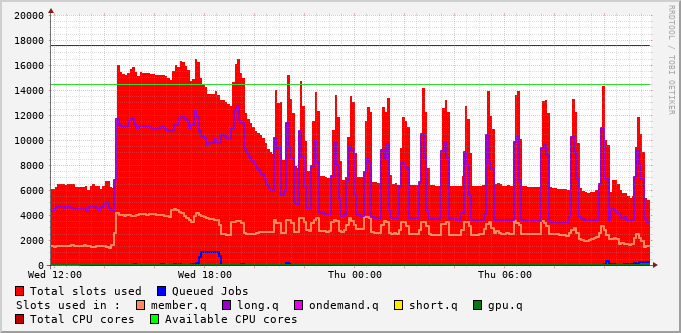 20000
18000
16000
14000
12000
10000
8000
6000
4000
2000
0
Wed 12:00 Wed 18:00 Thu 00:00 Thu 06:00
RRDTOOL / TOBI OETIKER
Total slots used Queued Jobs
Slots used in : member.q long.q ondemand.q short.q gpu.q
Total CPU cores Available CPU cores